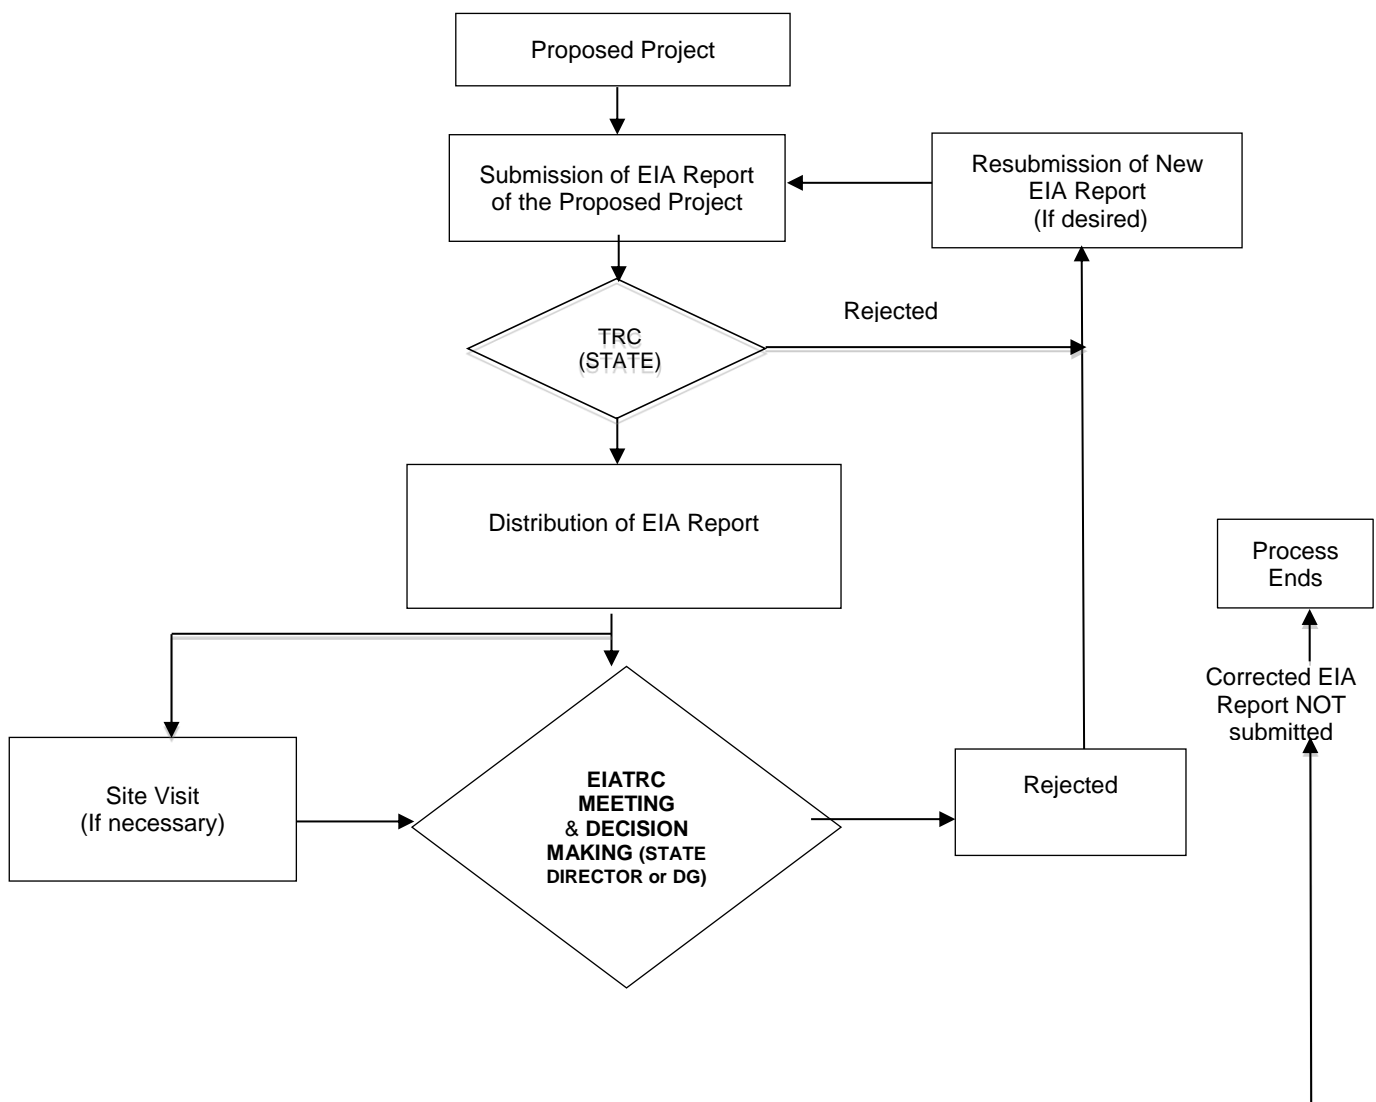 Proposed Project
Submission of EIA Report
of the Proposed Project
Resubmission of New
EIA Report
(If desired)
Rejected
TRC
(STATE)
Distribution of EIA Report
Process
Ends
Corrected EIA
Report NOT
submitted
Site Visit
(If necessary)
EIATRC
MEETING
& DECISION
MAKING (STATE
DIRECTOR or DG)
Rejected